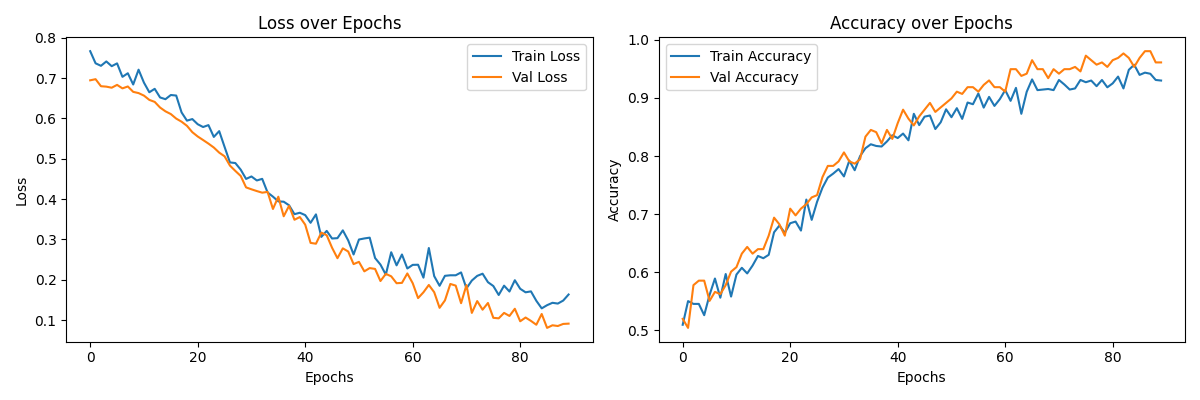 Loss over Epochs
Train Loss
Val Loss
0.8
0.7
0.6
0.5
0.4
0.3
0.2
0.1
Loss
0
20
40
60
80
Epochs
Accuracy over Epochs
Train Accuracy
Val Accuracy
1.0
0.9
0.8
0.7
0.6
0.5
Accuracy
0
20
40
60
80
Epochs